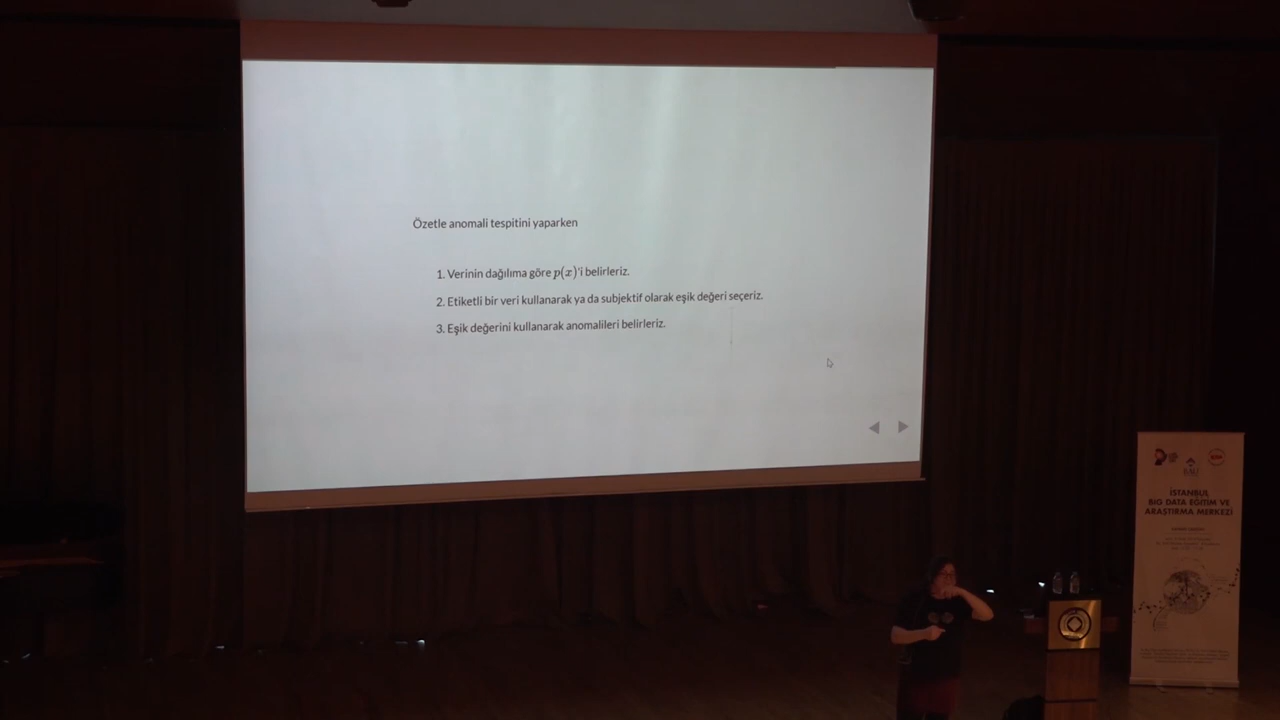 Özetle anomali tespitini yaparken
1. Verinin dağılıma göre p(x)'i belirleriz.
2. Etiketli bir veri kullanarak ya da subjektif olarak eşik değeri seçeriz.
3. Eşik değerini kullanarak anomalileri belirleriz.
BAU
İSTANBUL
BIG DATA EĞİTİM VE
ARAŞTIRMA MERKEZİ